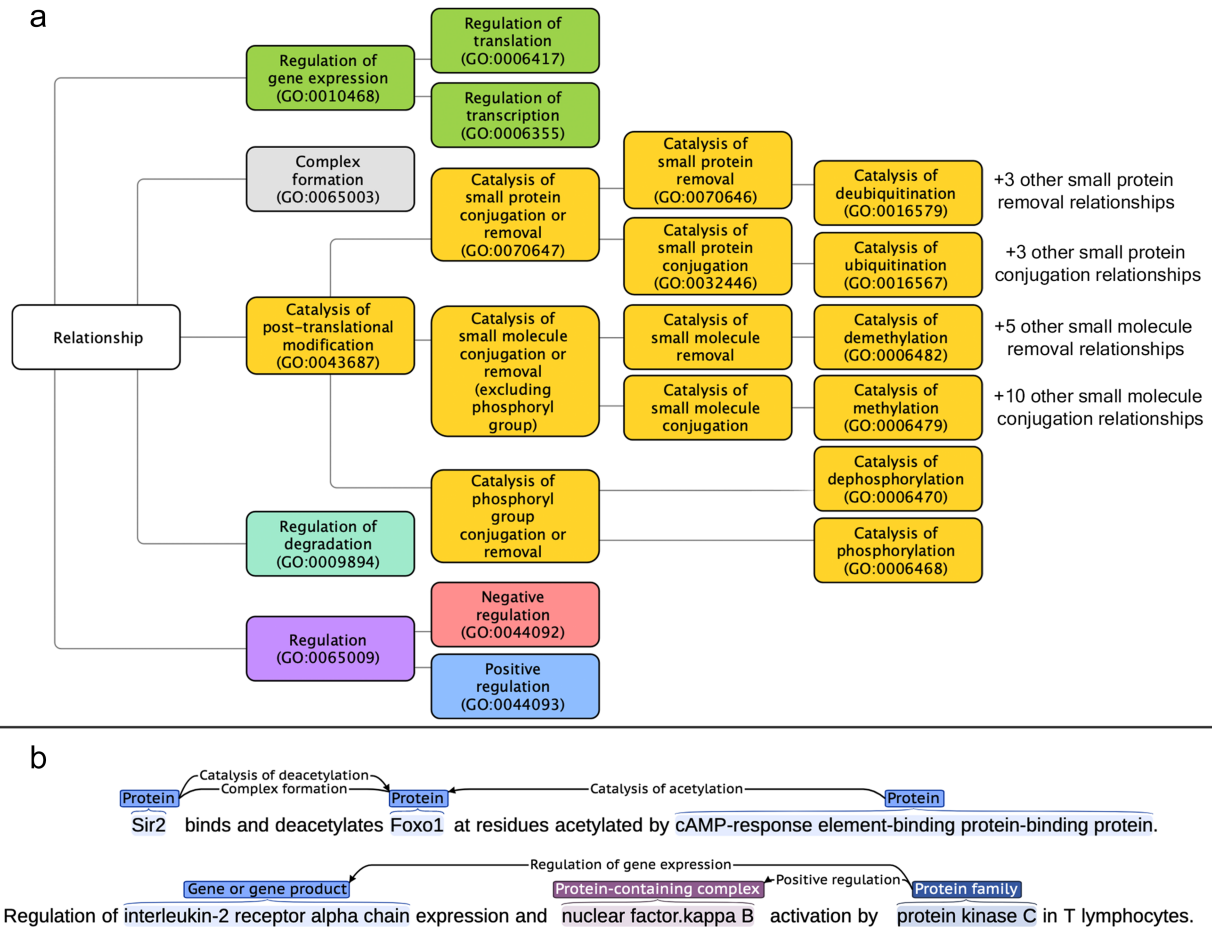 a
Regulation of
translation
(GO:0006417)
Regulation of
gene expression
(GO:0010468)
Regulation of
transcription
(GO:0006355)
Complex
formation
(GO:0065003)
Catalysis of
small protein
conjugation or
removal
(GO:0070647)
Catalysis of
small protein
removal
(GO:0070646)
Catalysis of
deubiquitination
(GO:0016579)
+3 other small protein
removal relationships
Catalysis of
small protein
conjugation
(GO:0032446)
Catalysis of
ubiquitination
(GO:0016567)
+3 other small protein
conjugation relationships
Relationship
Catalysis of
post-translational
modification
(GO:0043687)
Catalysis of
small molecule
conjugation or
removal
(excluding
phosphoryl
group)
Catalysis of
small molecule
removal
Catalysis of
demethylation
(GO:0006482)
+5 other small molecule
removal relationships
Catalysis of
small molecule
conjugation
Catalysis of
methylation
(GO:0006479)
+10 other small molecule
conjugation relationships
Catalysis of
phosphoryl
group
conjugation or
removal
Catalysis of
dephosphorylation
(GO:0006470)
Catalysis of
phosphorylation
(GO:0006468)
Regulation of
degradation
(GO:0009894)
Regulation
(GO:0065009)
Negative
regulation
(GO:0044092)
Positive
regulation
(GO:0044093)
b
Catalysis of deacetylation
Complex formation
Catalysis of acetylation
Protein Protein Protein
Sir2 binds and deacetylates Foxo1 at residues acetylated by cAMP-response element-binding protein-binding protein.
Regulation of gene expression
Positive regulation
Gene or gene product Protein-containing complex Protein family
Regulation of interleukin-2 receptor alpha chain expression and nuclear factor.kappa B activation by protein kinase C in T lymphocytes.